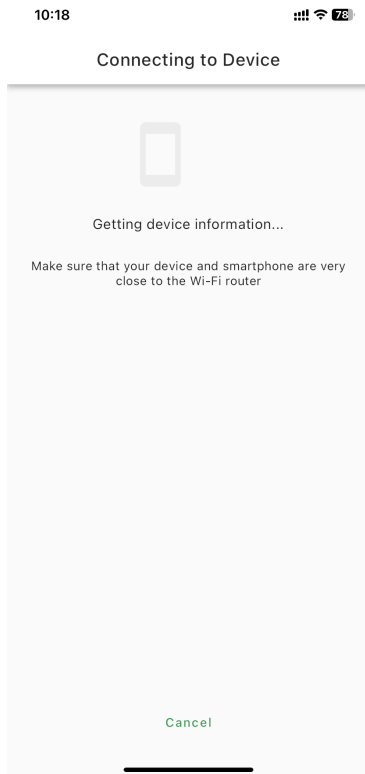 10:18
78
Connecting to Device
Getting device information...
Make sure that your device and smartphone are very
close to the Wi-Fi router
Cancel